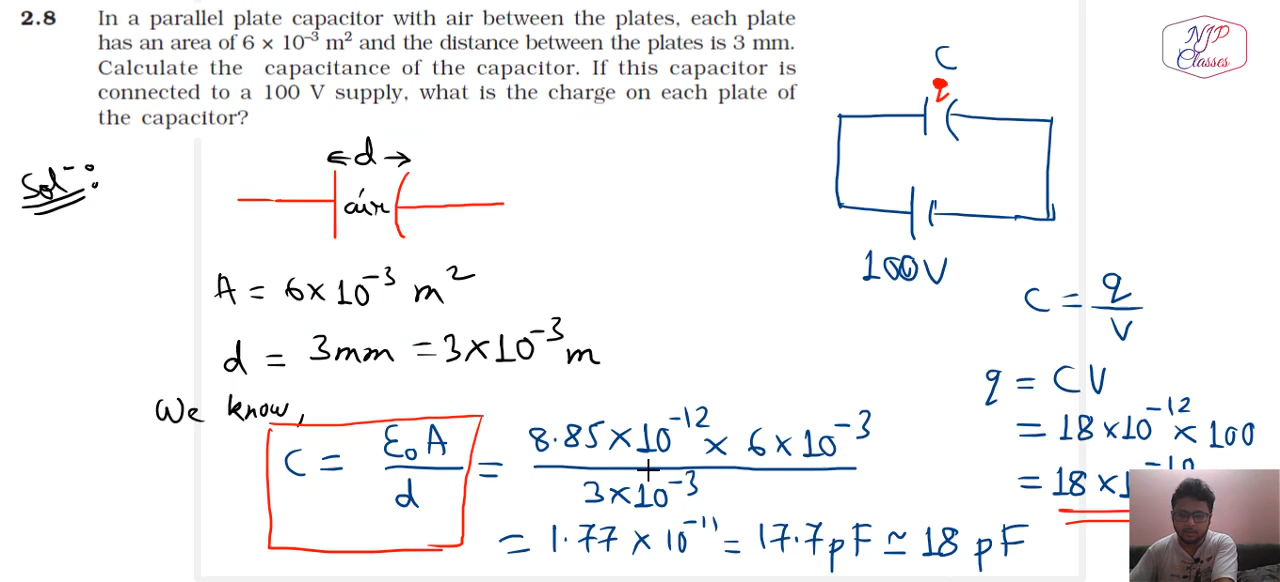 2.8 In a parallel plate capacitor with air between the plates, each plate
has an area of 6 × 10⁻³ m² and the distance between the plates is 3 mm.
Calculate the capacitance of the capacitor. If this capacitor is
connected to a 100 V supply, what is the charge on each plate of
the capacitor?
NJP
Classes
Sol-:
d
air
C
q
100V
A = 6×10⁻³ m²
d = 3mm = 3×10⁻³ m
We know,
C = ε₀A/d = 8.85×10⁻¹² × 6×10⁻³ / 3×10⁻³
= 1.77 × 10⁻¹¹ = 17.7pF ≃ 18 pF
C = q/V
q = CV
= 18×10⁻¹² × 100
= 18 ×